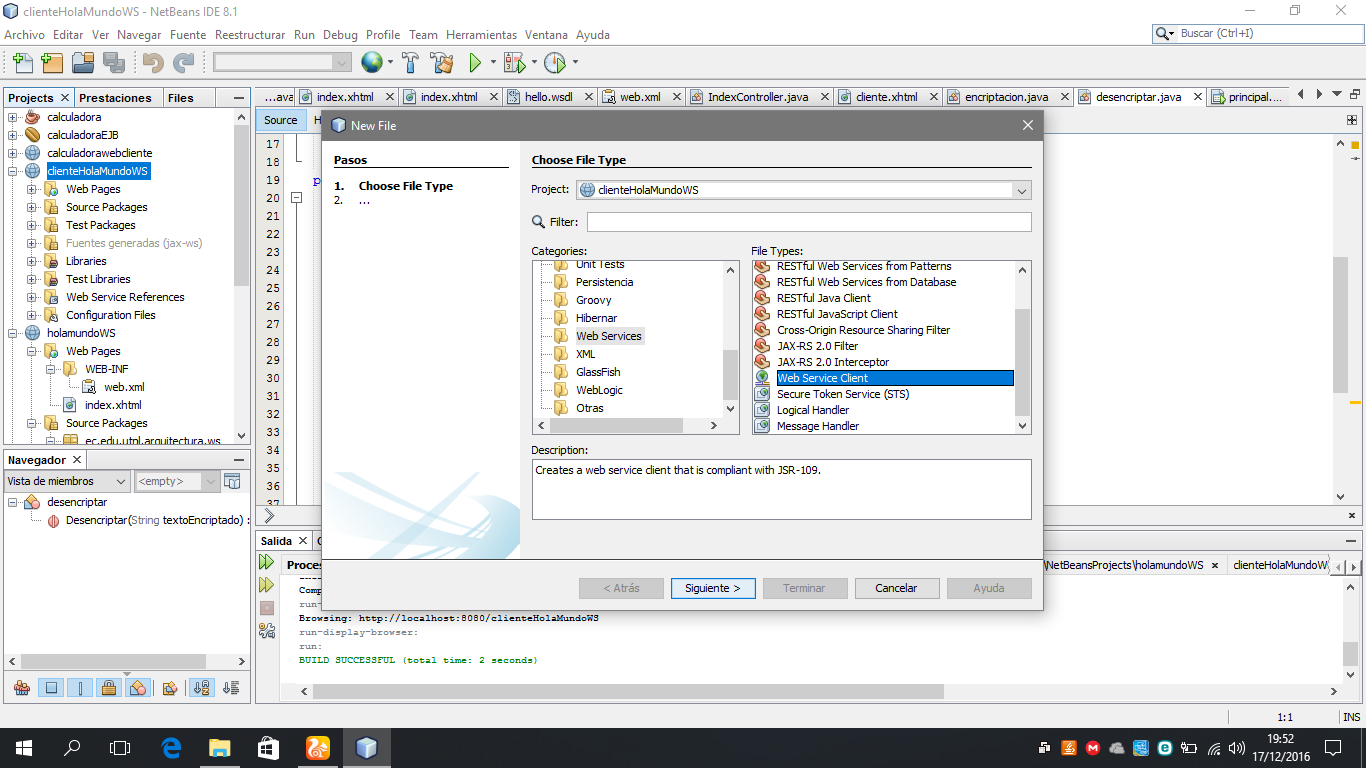 clienteHolaMundoWS - NetBeans IDE 8.1
Archivo Editar Ver Navegar Fuente Reestructurar Run Debug Profile Team Herramientas Ventana Ayuda
Buscar (Ctrl+I)
Projects Prestaciones Files
...ava index.xhtml index.xhtml hello.wsdl web.xml IndexController.java cliente.xhtml encriptacion.java desencriptar.java principal....
calculadora
calculadoraEJB
calculadorawebcliente
clienteHolaMundoWS
Web Pages
Source Packages
Test Packages
Fuentes generadas (jax-ws)
Libraries
Test Libraries
Web Service References
Configuration Files
holamundoWS
Web Pages
WEB-INF
web.xml
index.xhtml
Source Packages
ec.edu.utpl.arquitectura.ws
Navegador
Vista de miembros <empty>
desencriptar
Desencriptar(String textoEncriptado) :
Source H
17
18
19 p
20
21
22
23
24
25
26
27
28
29
30
31
32
33
34
35
36
37
New File
Pasos
1. Choose File Type
2. ...
Choose File Type
Project: clienteHolaMundoWS
Filter:
Categories:
Unit Tests
Persistencia
Groovy
Hibernar
Web Services
XML
GlassFish
WebLogic
Otras
File Types:
RESTful Web Services from Patterns
RESTful Web Services from Database
RESTful Java Client
RESTful JavaScript Client
Cross-Origin Resource Sharing Filter
JAX-RS 2.0 Filter
JAX-RS 2.0 Interceptor
Web Service Client
Secure Token Service (STS)
Logical Handler
Message Handler
Description:
Creates a web service client that is compliant with JSR-109.
< Atrás Siguiente > Terminar Cancelar Ayuda
Salida
Proces \NetBeansProjects\holamundoWS clienteHolaMundoW
Comp
run-
Browsing: http://localhost:8080/clienteHolaMundoWS
run-display-browser:
run:
BUILD SUCCESSFUL (total time: 2 seconds)
1:1 INS
19:52
17/12/2016